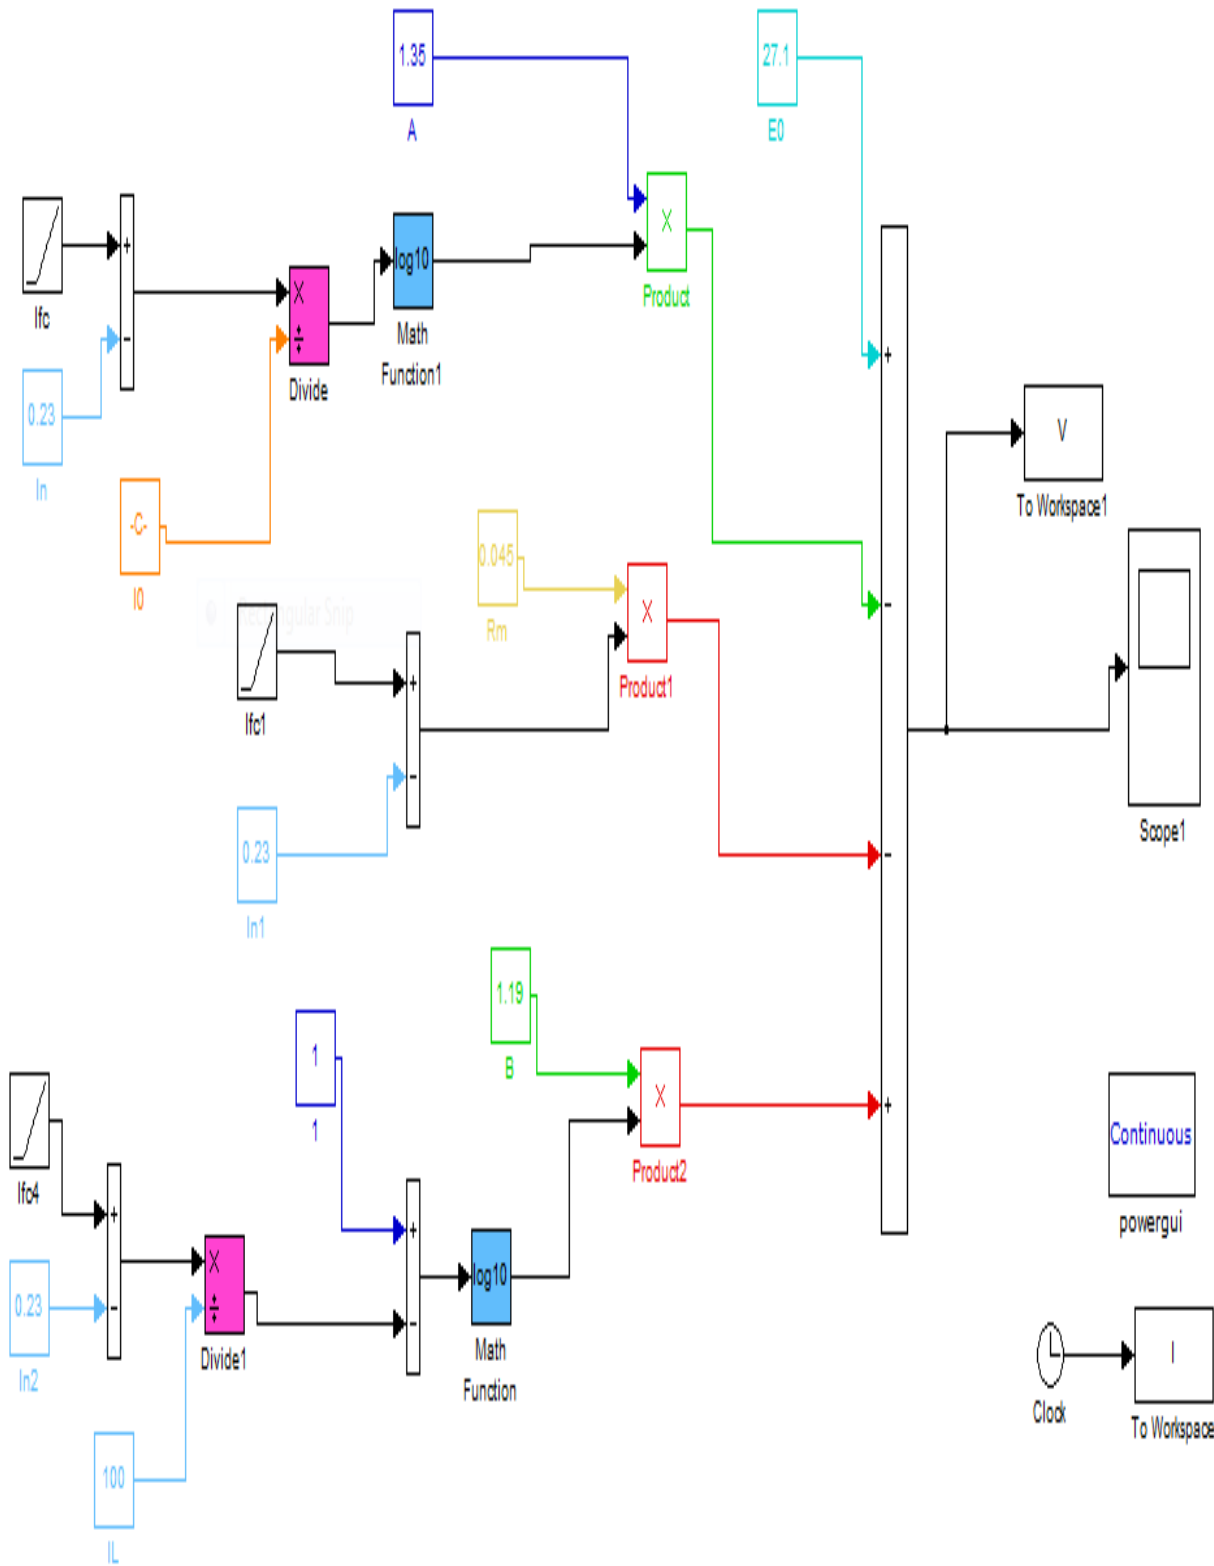 1.35
A
27.1
E0
Ifc
+
-
0.23
In
-C-
I0
×
÷
Divide
log10
Math
Function1
×
Product
+
-
-
+
V
To Workspace1
Scope1
Rectangular Snip
0.045
Rm
Ifc1
+
-
0.23
In1
×
Product1
1.19
B
1
1
×
Product2
Ifc4
+
-
0.23
In2
×
÷
Divide1
100
IL
+
-
log10
Math
Function
Continuous
powergui
Clock
I
To Workspace